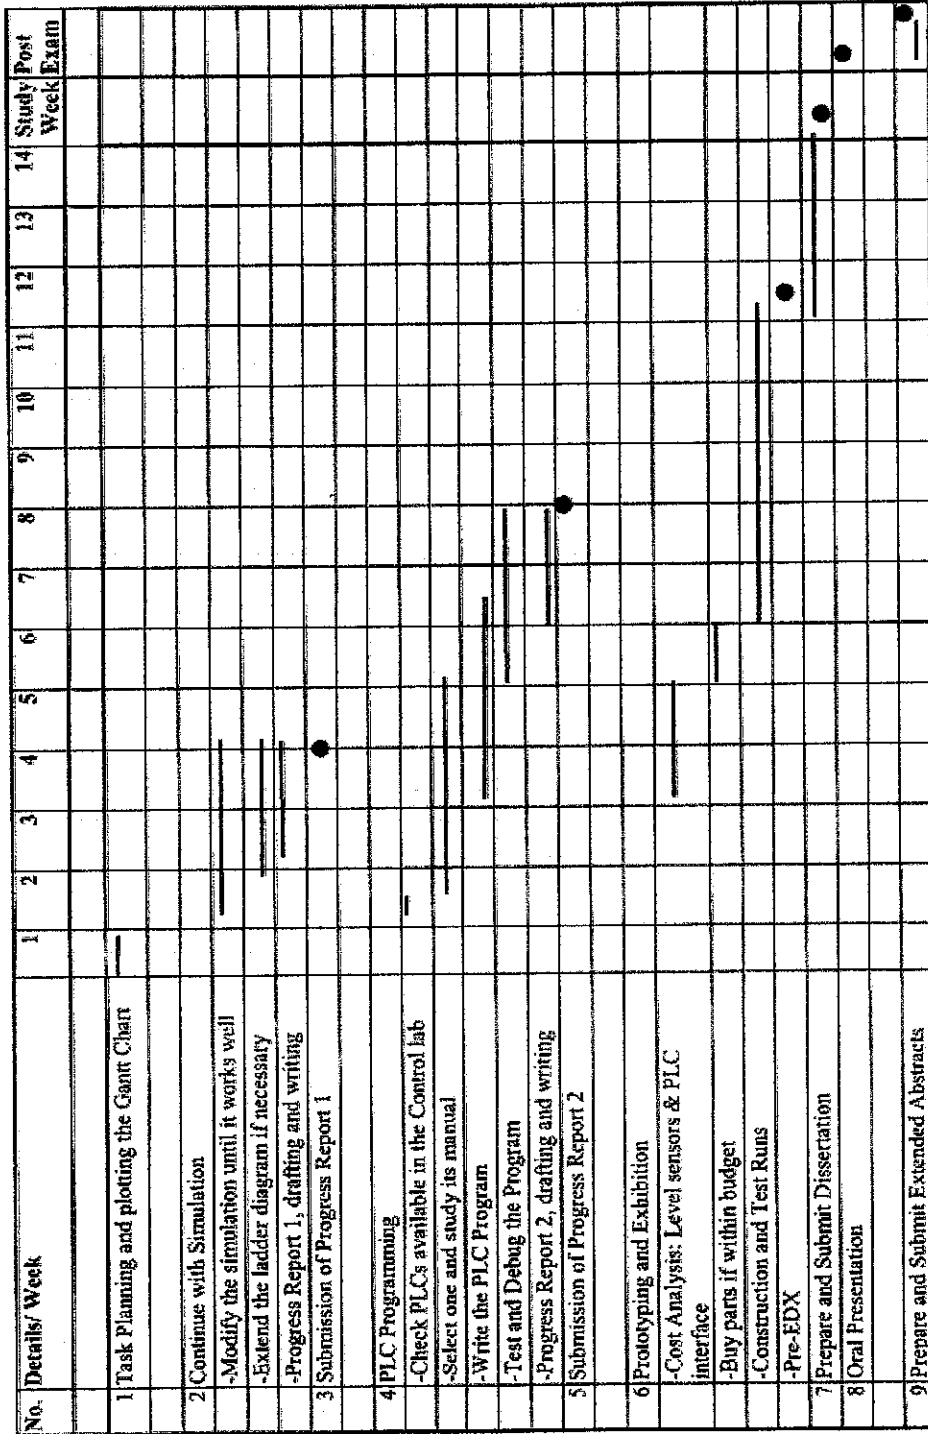 No. Details/ Week 1 2 3 4 5 6 7 8 9 10 11 12 13 14 Study Week Post Exam
1 Task Planning and plotting the Gantt Chart
2 Continue with Simulation
-Modify the simulation until it works well
-Extend the ladder diagram if necessary
-Progress Report 1, drafting and writing
3 Submission of Progress Report 1
4 PLC Programming
-Check PLCs available in the Control lab
-Select one and study its manual
-Write the PLC Program
-Test and Debug the Program
-Progress Report 2, drafting and writing
5 Submission of Progress Report 2
6 Prototyping and Exhibition
-Cost Analysis: Level sensors & PLC
interface
-Buy parts if within budget
-Construction and Test Runs
-Pre-EDX
7 Prepare and Submit Dissertation
8 Oral Presentation
9 Prepare and Submit Extended Abstracts